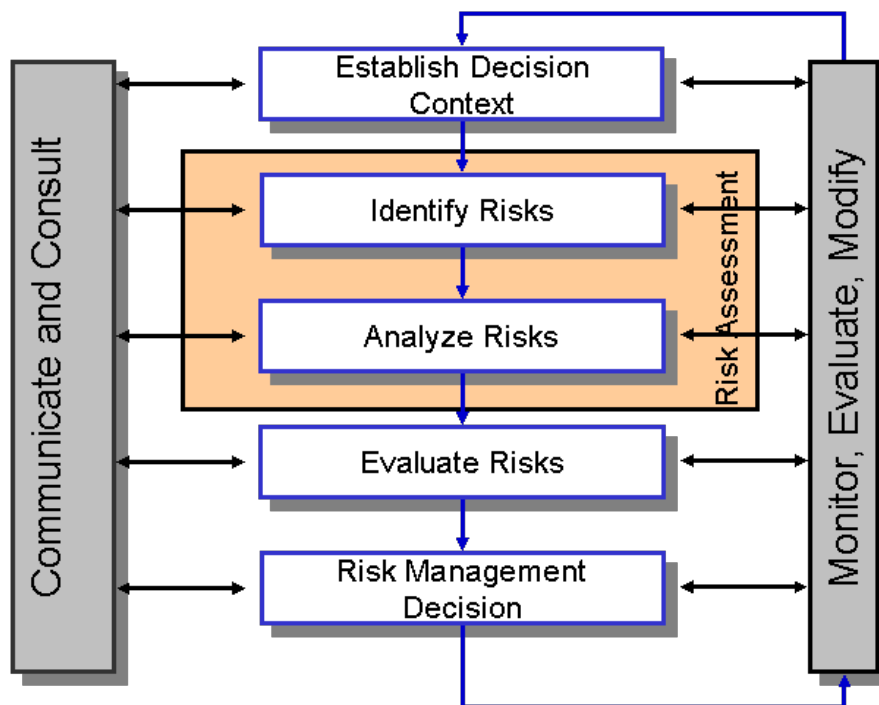 Establish Decision
Context
Communicate and Consult
Identify Risks
Risk Assessment
Monitor, Evaluate, Modify
Analyze Risks
Evaluate Risks
Risk Management
Decision